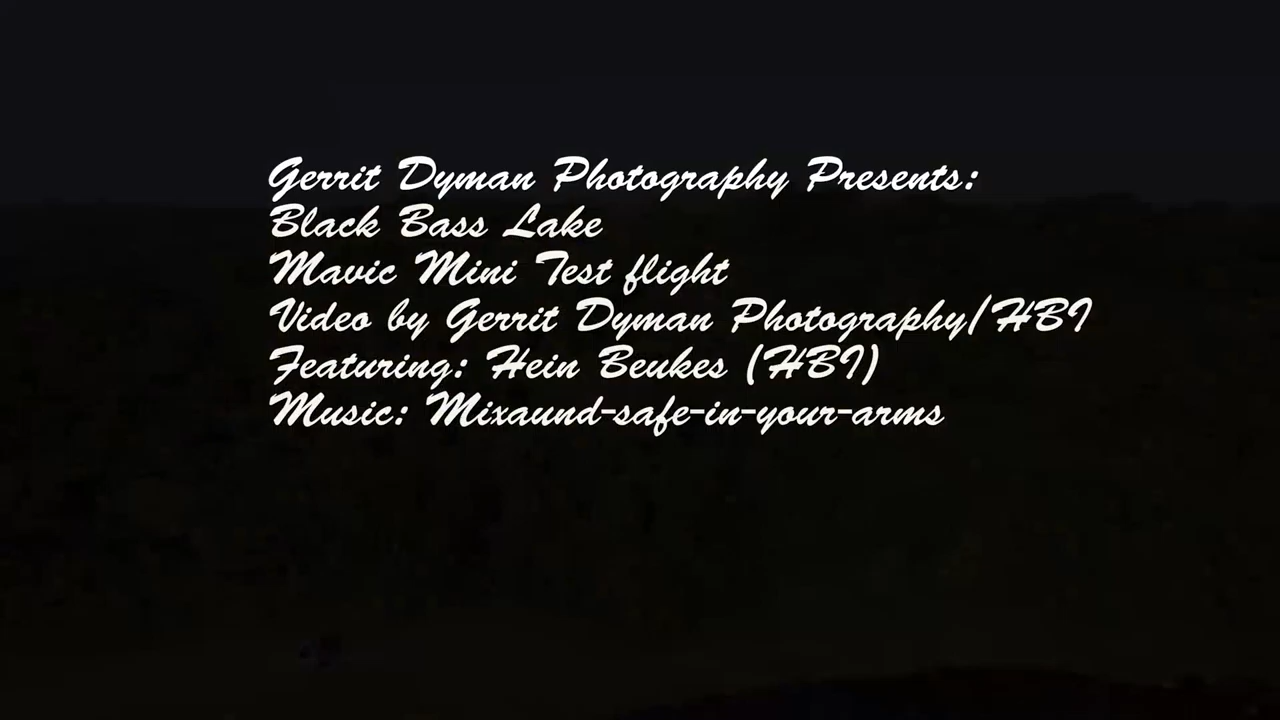 Gerrit Dyman Photography Presents:
Black Bass Lake
Mavic Mini Test flight
Video by Gerrit Dyman Photography/HBI
Featuring: Hein Beukes (HBI)
Music: Mixaund-safe-in-your-arms